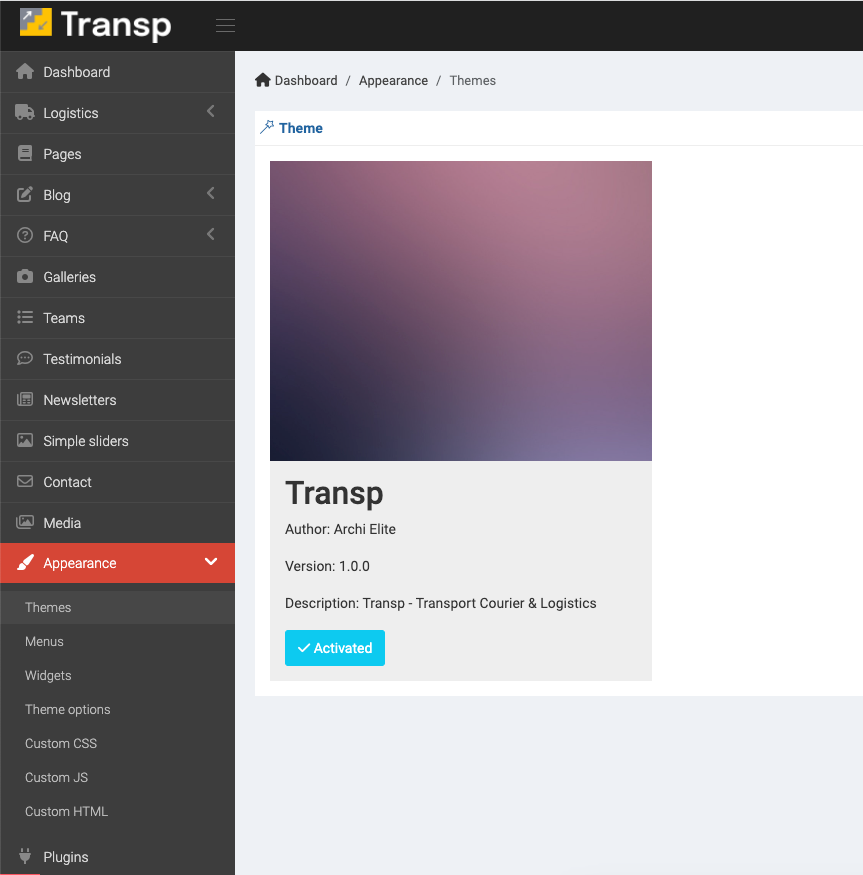 Transp
Dashboard
Logistics
Pages
Blog
FAQ
Galleries
Teams
Testimonials
Newsletters
Simple sliders
Contact
Media
Appearance
Themes
Menus
Widgets
Theme options
Custom CSS
Custom JS
Custom HTML
Plugins
Dashboard / Appearance / Themes
Theme
Transp
Author: Archi Elite
Version: 1.0.0
Description: Transp - Transport Courier & Logistics
Activated